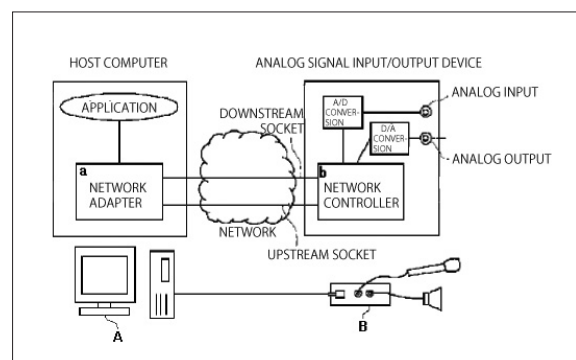 HOST COMPUTER
ANALOG SIGNAL INPUT/OUTPUT DEVICE
APPLICATION
A/D
CONVER-
SION
ANALOG INPUT
DOWNSTREAM
SOCKET
D/A
CONVER-
SION
ANALOG OUTPUT
a
NETWORK
ADAPTER
b
NETWORK
CONTROLLER
NETWORK
UPSTREAM SOCKET
A
B